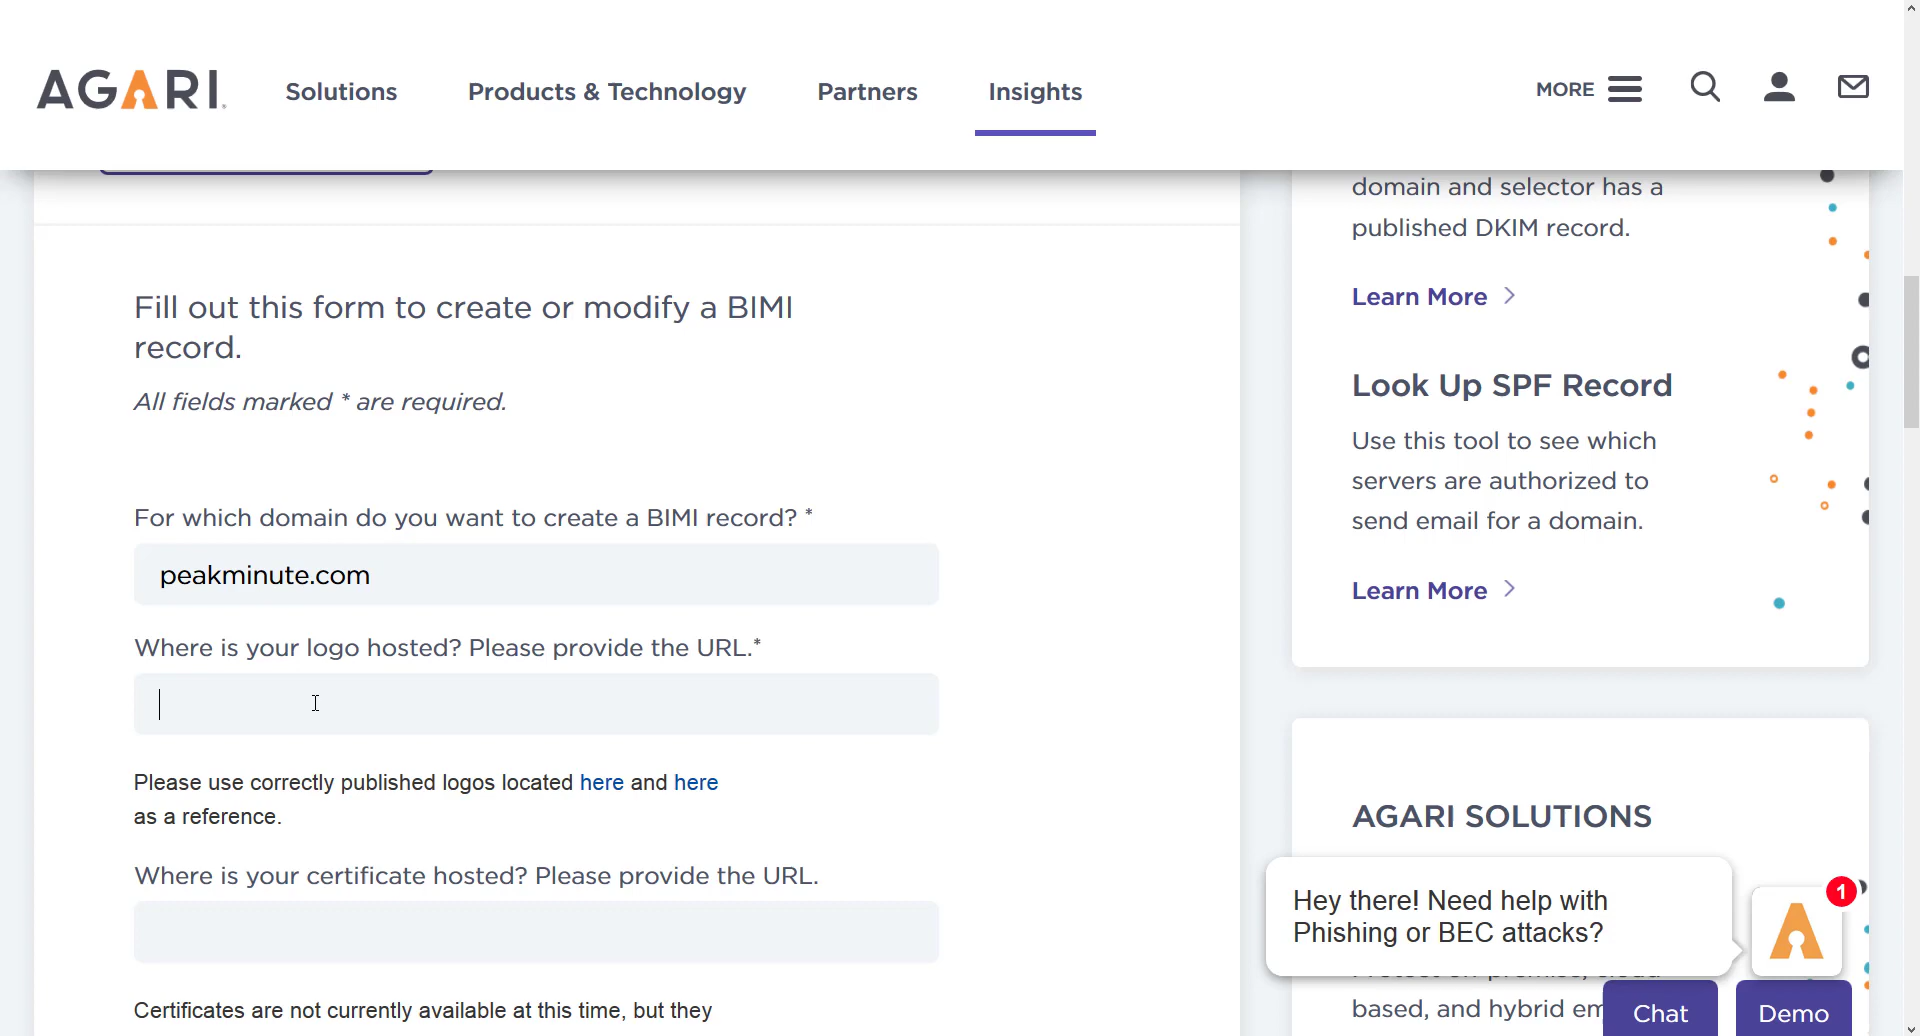 AGARI
Solutions
Products & Technology
Partners
Insights
MORE
Fill out this form to create or modify a BIMI
record.
All fields marked * are required.
For which domain do you want to create a BIMI record? *
peakminute.com
Where is your logo hosted? Please provide the URL.*
Please use correctly published logos located here and here
as a reference.
Where is your certificate hosted? Please provide the URL.
Certificates are not currently available at this time, but they
domain and selector has a
published DKIM record.
Learn More
Look Up SPF Record
Use this tool to see which
servers are authorized to
send email for a domain.
Learn More
AGARI SOLUTIONS
Hey there! Need help with
Phishing or BEC attacks?
1
based, and hybrid em
Chat
Demo